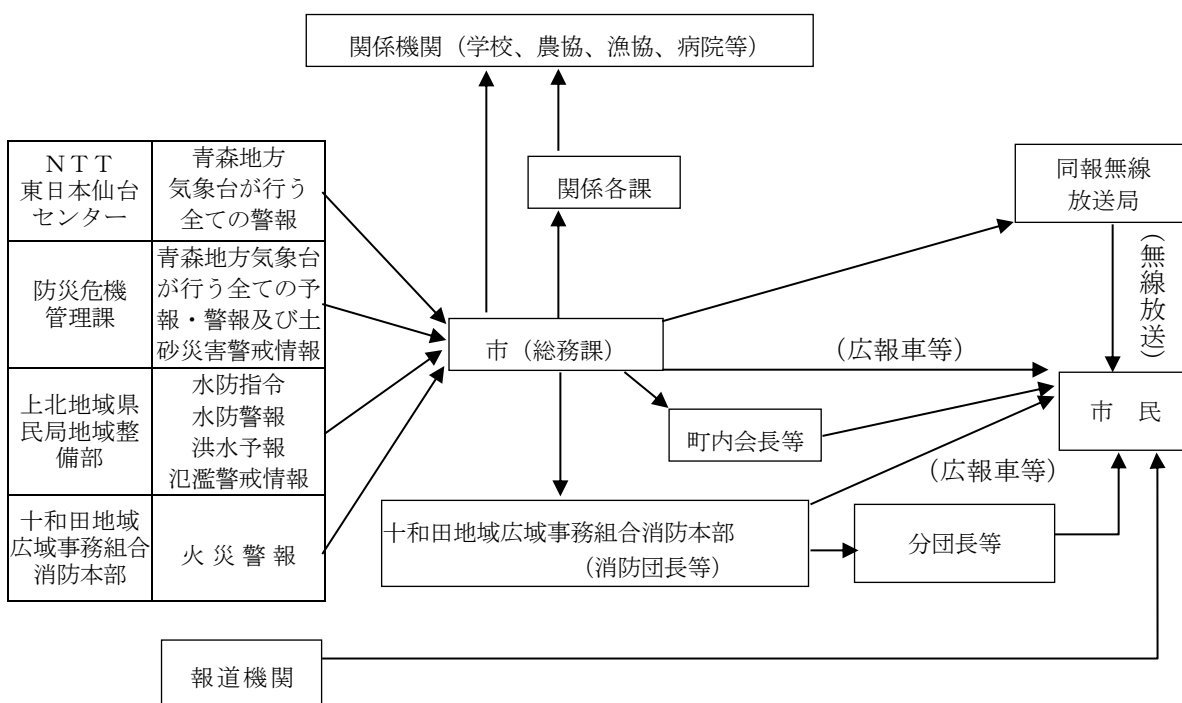 関係機関（学校、農協、漁協、病院等）
ＮＴＴ
東日本仙台
センター
青森地方
気象台が行う
全ての警報
防災危機
管理課
青森地方気象台
が行う全ての予
報・警報及び土
砂災害警戒情報
上北地域県
民局地域整
備部
水防指令
水防警報
洪水予報
氾濫警戒情報
十和田地域
広域事務組合
消防本部
火災警報
関係各課
同報無線
放送局
（無線放送）
市（総務課）
（広報車等）
市　民
町内会長等
（広報車等）
十和田地域広域事務組合消防本部
（消防団長等）
分団長等
報道機関